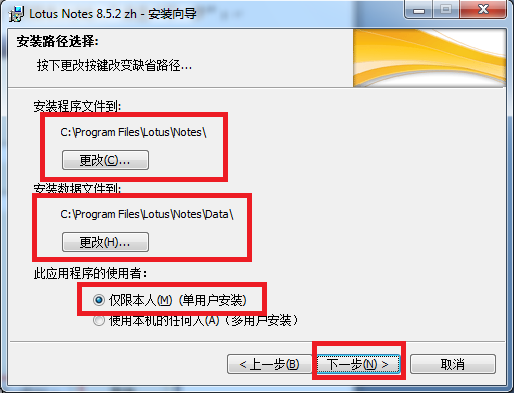 Lotus Notes 8.5.2 zh - 安装向导
安装路径选择:
按下更改按键改变缺省路径...
安装程序文件到:
C:\Program Files\Lotus\Notes\
更改(C)...
安装数据文件到:
C:\Program Files\Lotus\Notes\Data\
更改(H)...
此应用程序的使用者:
仅限本人(M) (单用户安装)
使用本机的任何人(A) (多用户安装)
< 上一步(B)
下一步(N) >
取消